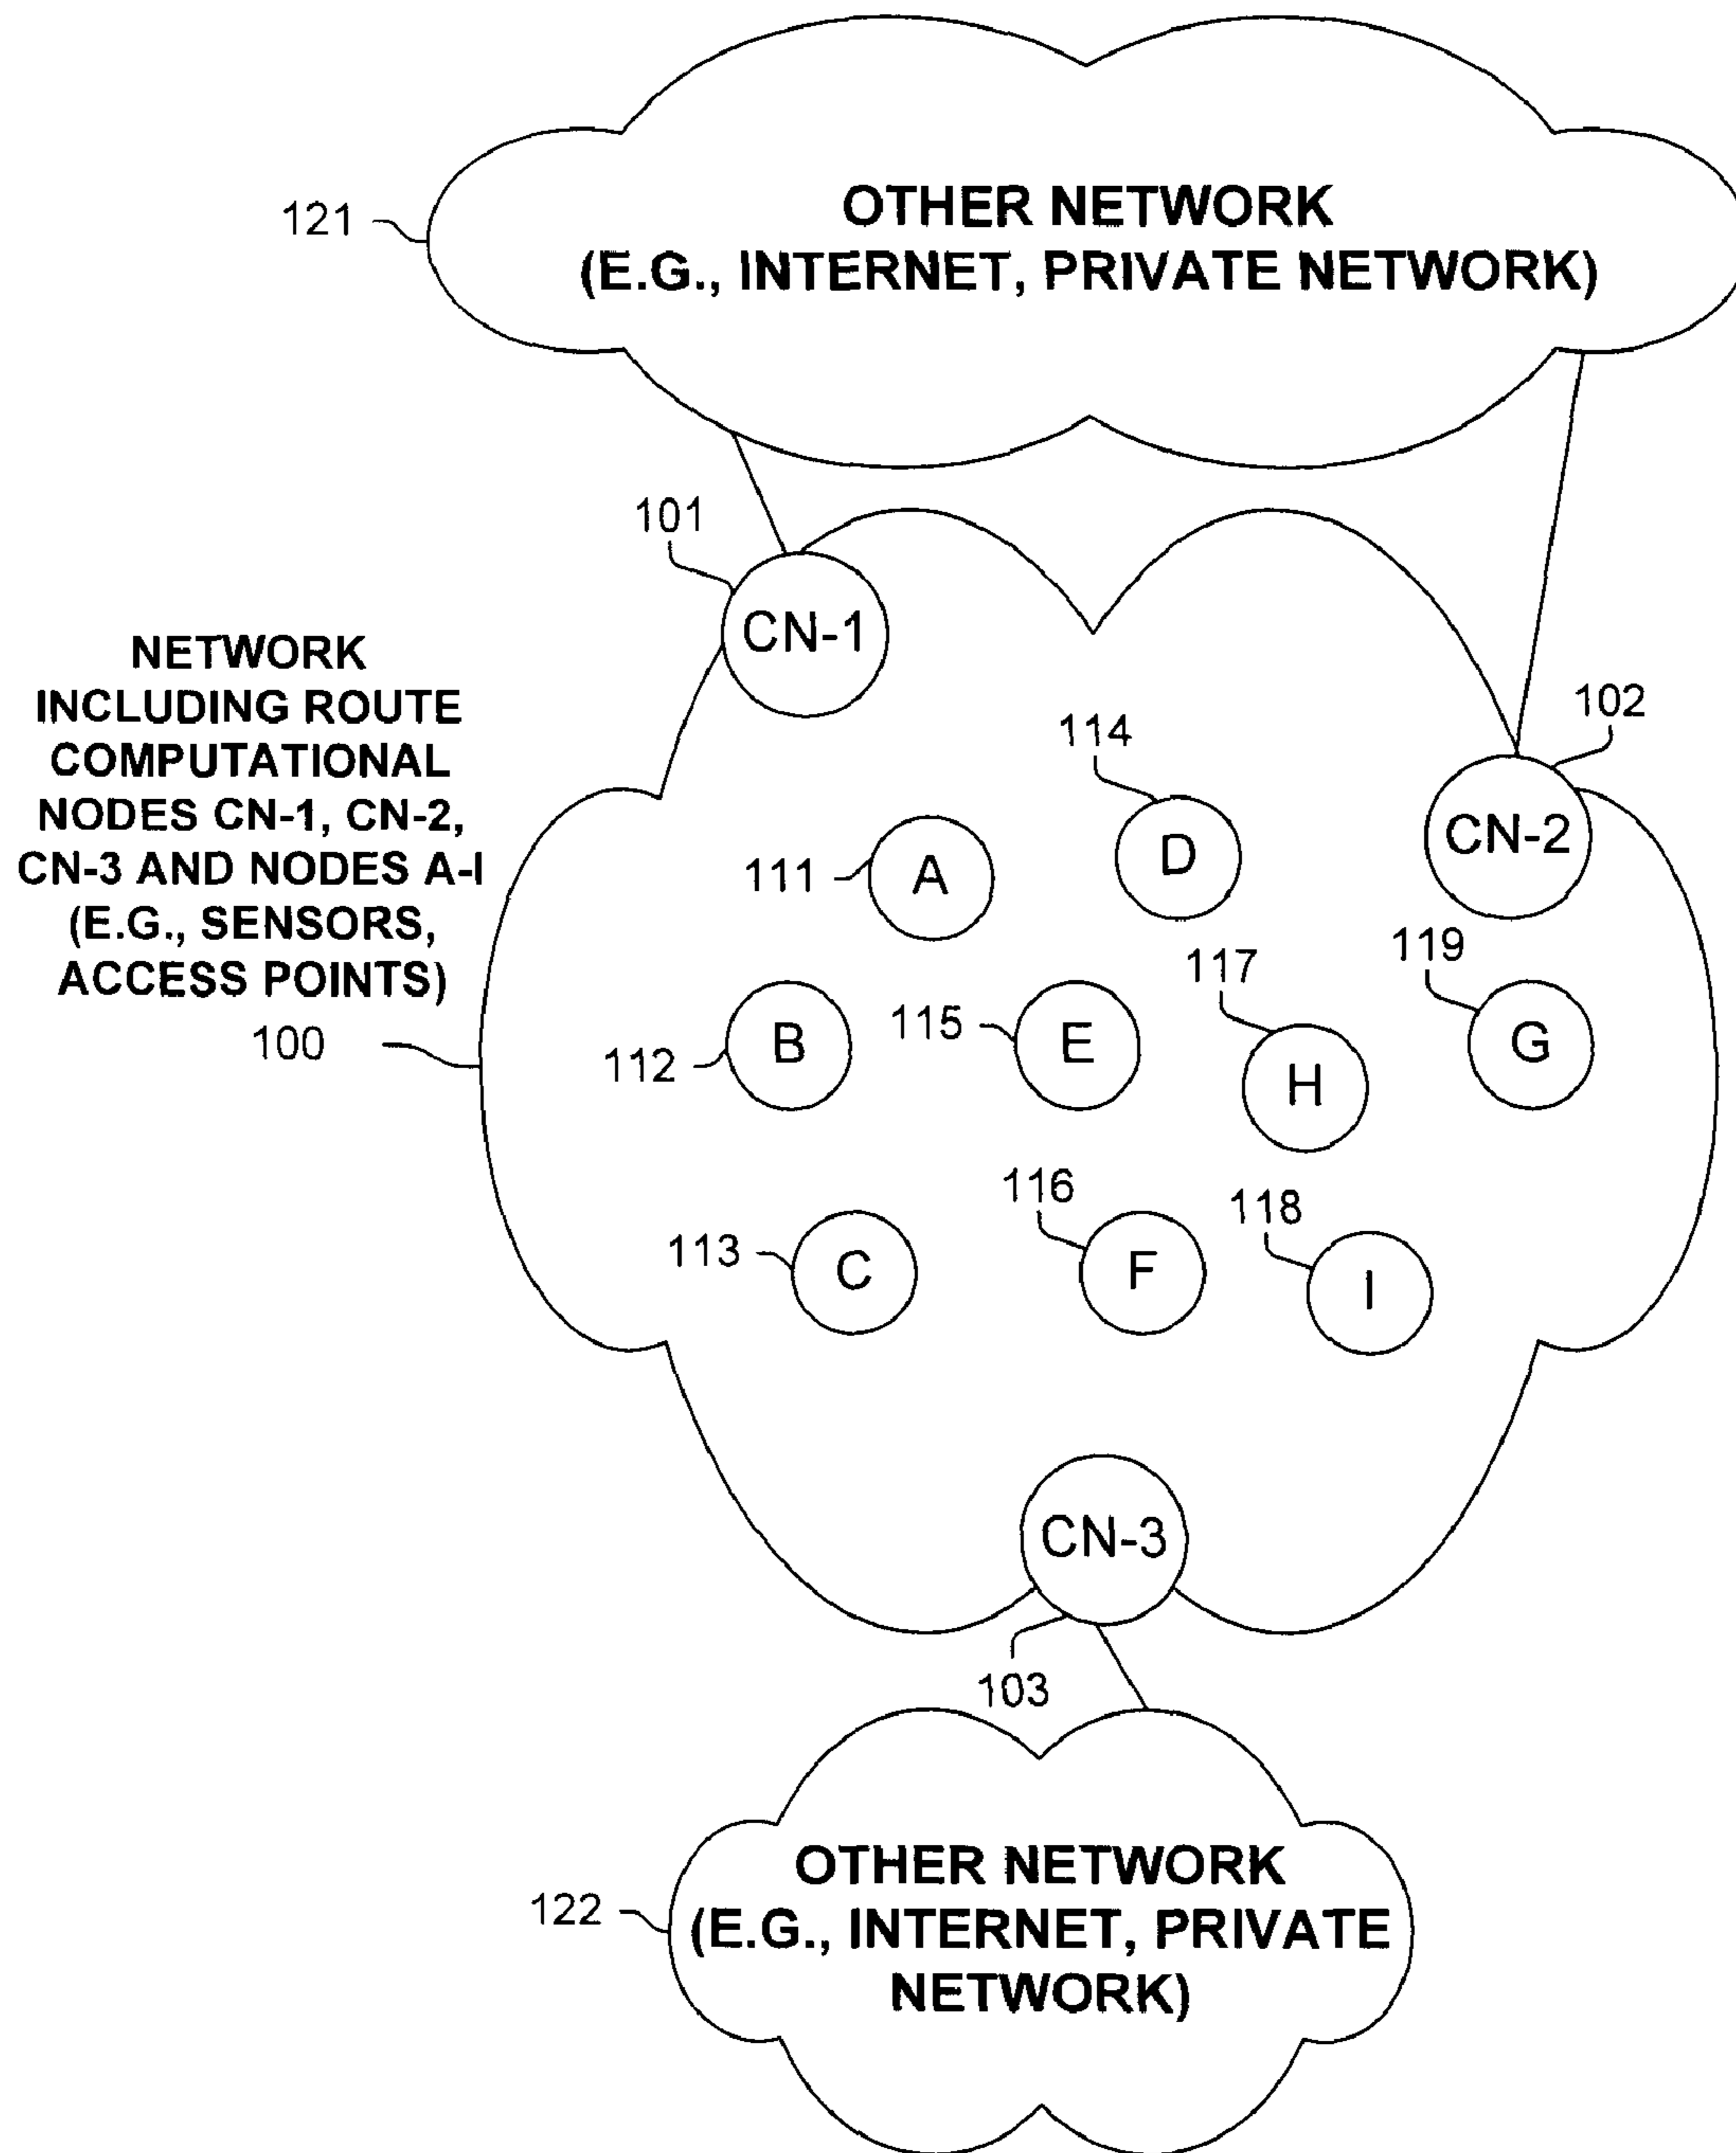 OTHER NETWORK
(E.G., INTERNET, PRIVATE NETWORK)
121
101
CN-1
NETWORK
INCLUDING ROUTE
COMPUTATIONAL
NODES CN-1, CN-2,
CN-3 AND NODES A-I
(E.G., SENSORS,
ACCESS POINTS)
100
102
CN-2
114
D
111
A
119
G
117
H
115
E
112
B
116
F
118
I
113
C
CN-3
103
122
OTHER NETWORK
(E.G., INTERNET, PRIVATE
NETWORK)